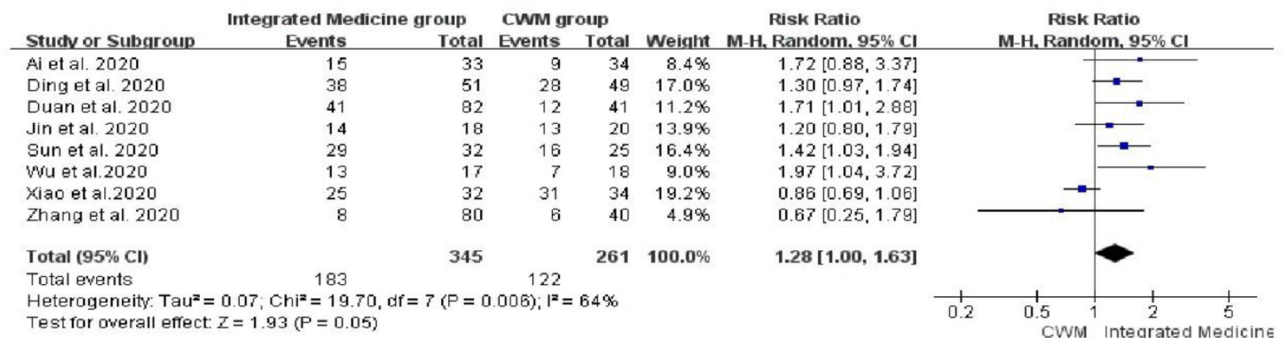 Integrated Medicine group CWM group Risk Ratio Risk Ratio
Study or Subgroup Events Total Events Total Weight M-H, Random, 95% CI M-H, Random, 95% CI
Ai et al. 2020 15 33 9 34 8.4% 1.72 [0.88, 3.37]
Ding et al. 2020 38 51 28 49 17.0% 1.30 [0.97, 1.74]
Duan et al. 2020 41 82 12 41 11.2% 1.71 [1.01, 2.88]
Jin et al. 2020 14 18 13 20 13.9% 1.20 [0.80, 1.79]
Sun et al. 2020 29 32 16 25 16.4% 1.42 [1.03, 1.94]
Wu et al.2020 13 17 7 18 9.0% 1.97 [1.04, 3.72]
Xiao et al.2020 25 32 31 34 19.2% 0.86 [0.69, 1.06]
Zhang et al. 2020 8 80 6 40 4.9% 0.67 [0.25, 1.79]
Total (95% CI) 345 261 100.0% 1.28 [1.00, 1.63]
Total events 183 122
Heterogeneity: Tau² = 0.07; Chi² = 19.70, df = 7 (P = 0.006); I² = 64%
Test for overall effect: Z = 1.93 (P = 0.05)
0.2 0.5 1 2 5
CWM Integrated Medicine